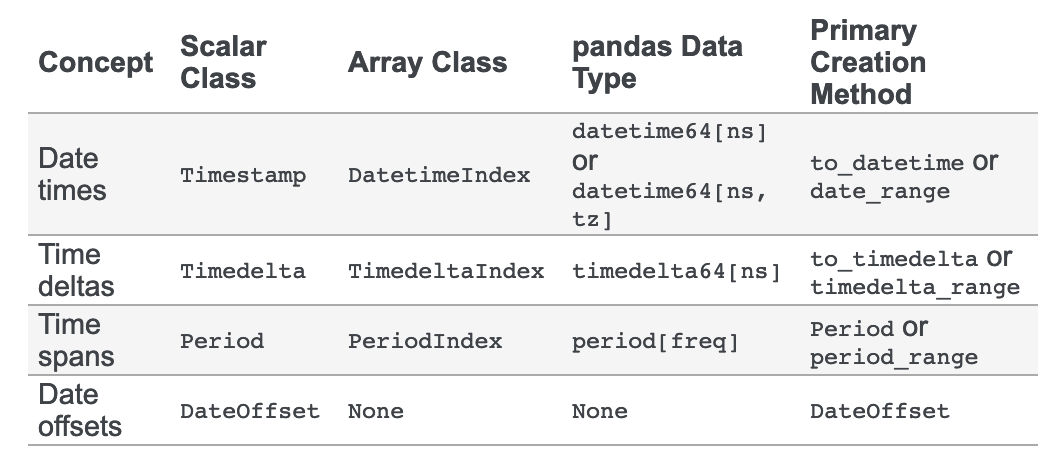 Concept Scalar Class Array Class pandas Data Type Primary Creation Method
Date times Timestamp DatetimeIndex datetime64[ns] or datetime64[ns, tz] to_datetime or date_range
Time deltas Timedelta TimedeltaIndex timedelta64[ns] to_timedelta or timedelta_range
Time spans Period PeriodIndex period[freq] Period or period_range
Date offsets DateOffset None None DateOffset